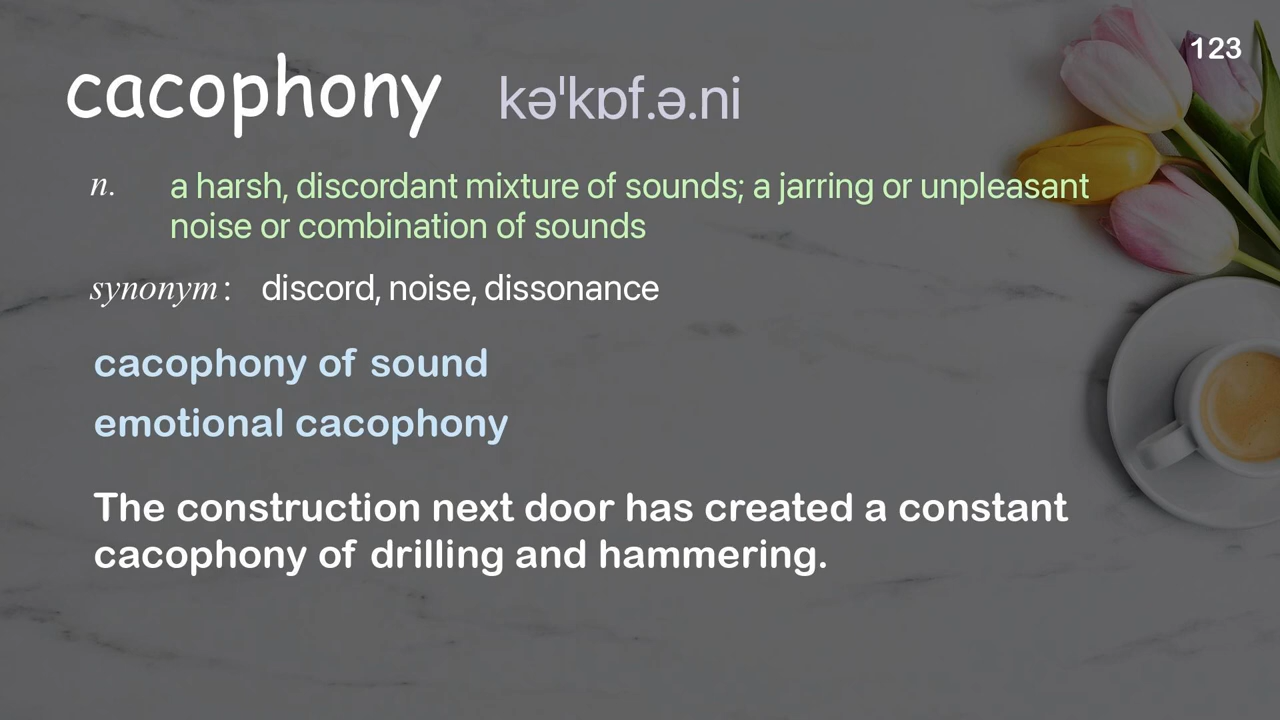 123
cacophony kəˈkɒf.ə.ni
n. a harsh, discordant mixture of sounds; a jarring or unpleasant
noise or combination of sounds
synonym : discord, noise, dissonance
cacophony of sound
emotional cacophony
The construction next door has created a constant
cacophony of drilling and hammering.